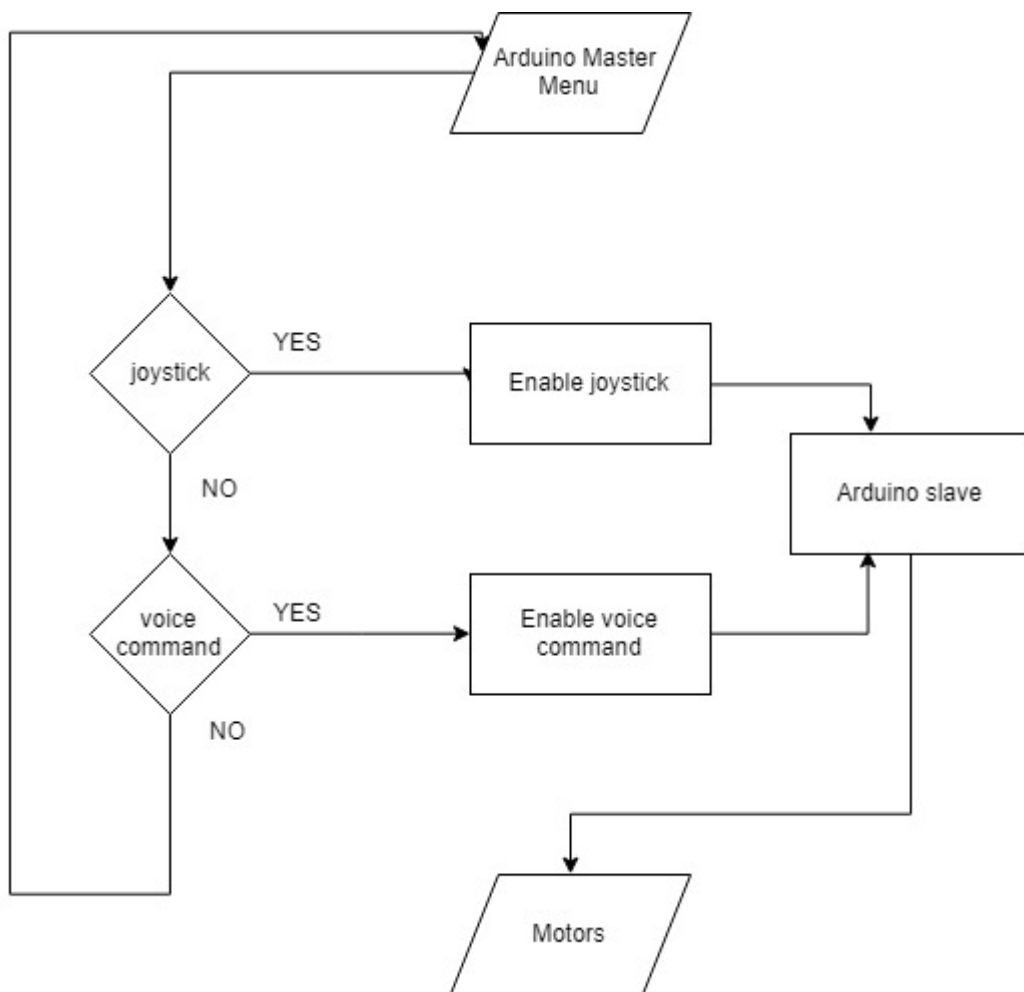 Arduino Master
Menu
joystick
YES
Enable joystick
NO
Arduino slave
voice
command
YES
Enable voice
command
NO
Motors